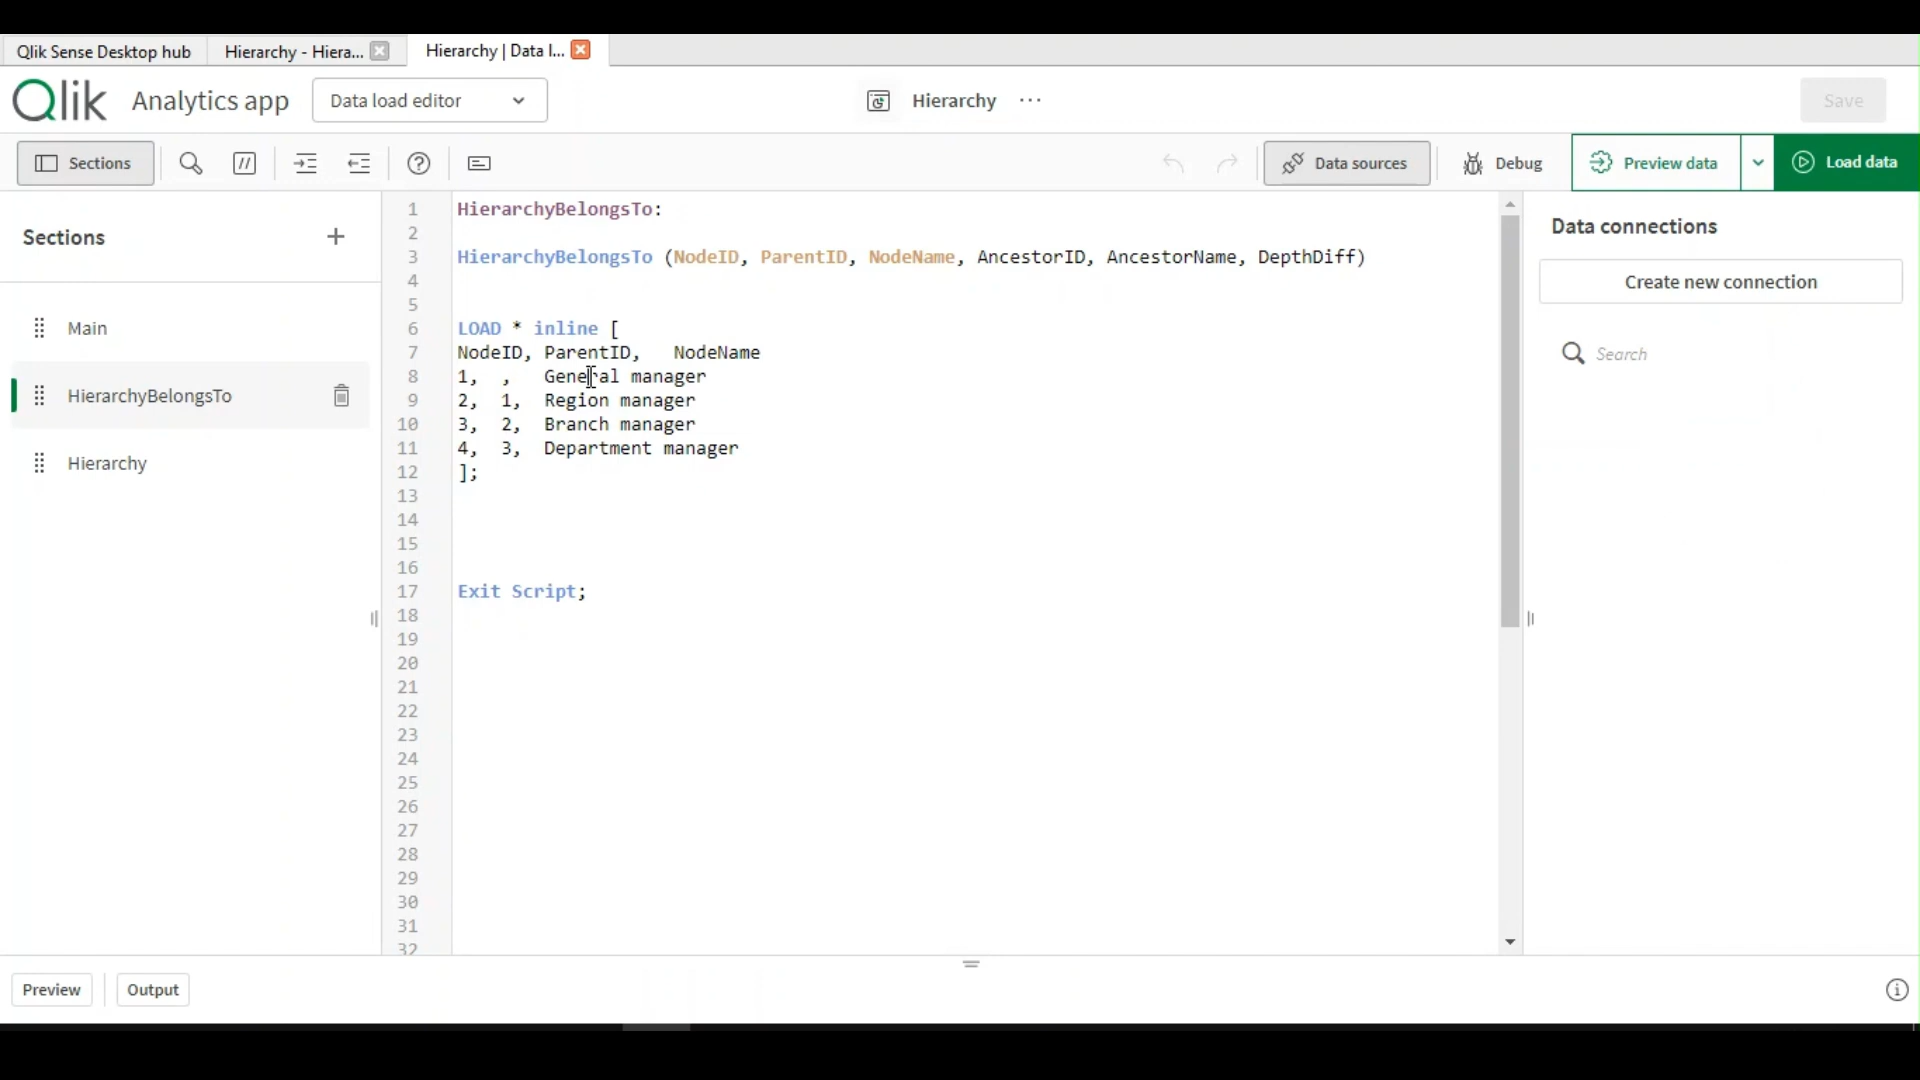 Qlik Sense Desktop hub
Hierarchy - Hiera...
Hierarchy | Data l...
Qlik
Analytics app
Data load editor
Hierarchy
Save
Sections
//
Data sources
Debug
Preview data
Load data
Sections
Main
HierarchyBelongsTo
Hierarchy
1 HierarchyBelongsTo:
2
3 HierarchyBelongsTo (NodeID, ParentID, NodeName, AncestorID, AncestorName, DepthDiff)
4
5
6 LOAD * inline [
7 NodeID, ParentID, NodeName
8 1, , General manager
9 2, 1, Region manager
10 3, 2, Branch manager
11 4, 3, Department manager
12 ];
13
14
15
16
17 Exit Script;
18
19
20
21
22
23
24
25
26
27
28
29
30
31
32
Data connections
Create new connection
Search
Preview
Output